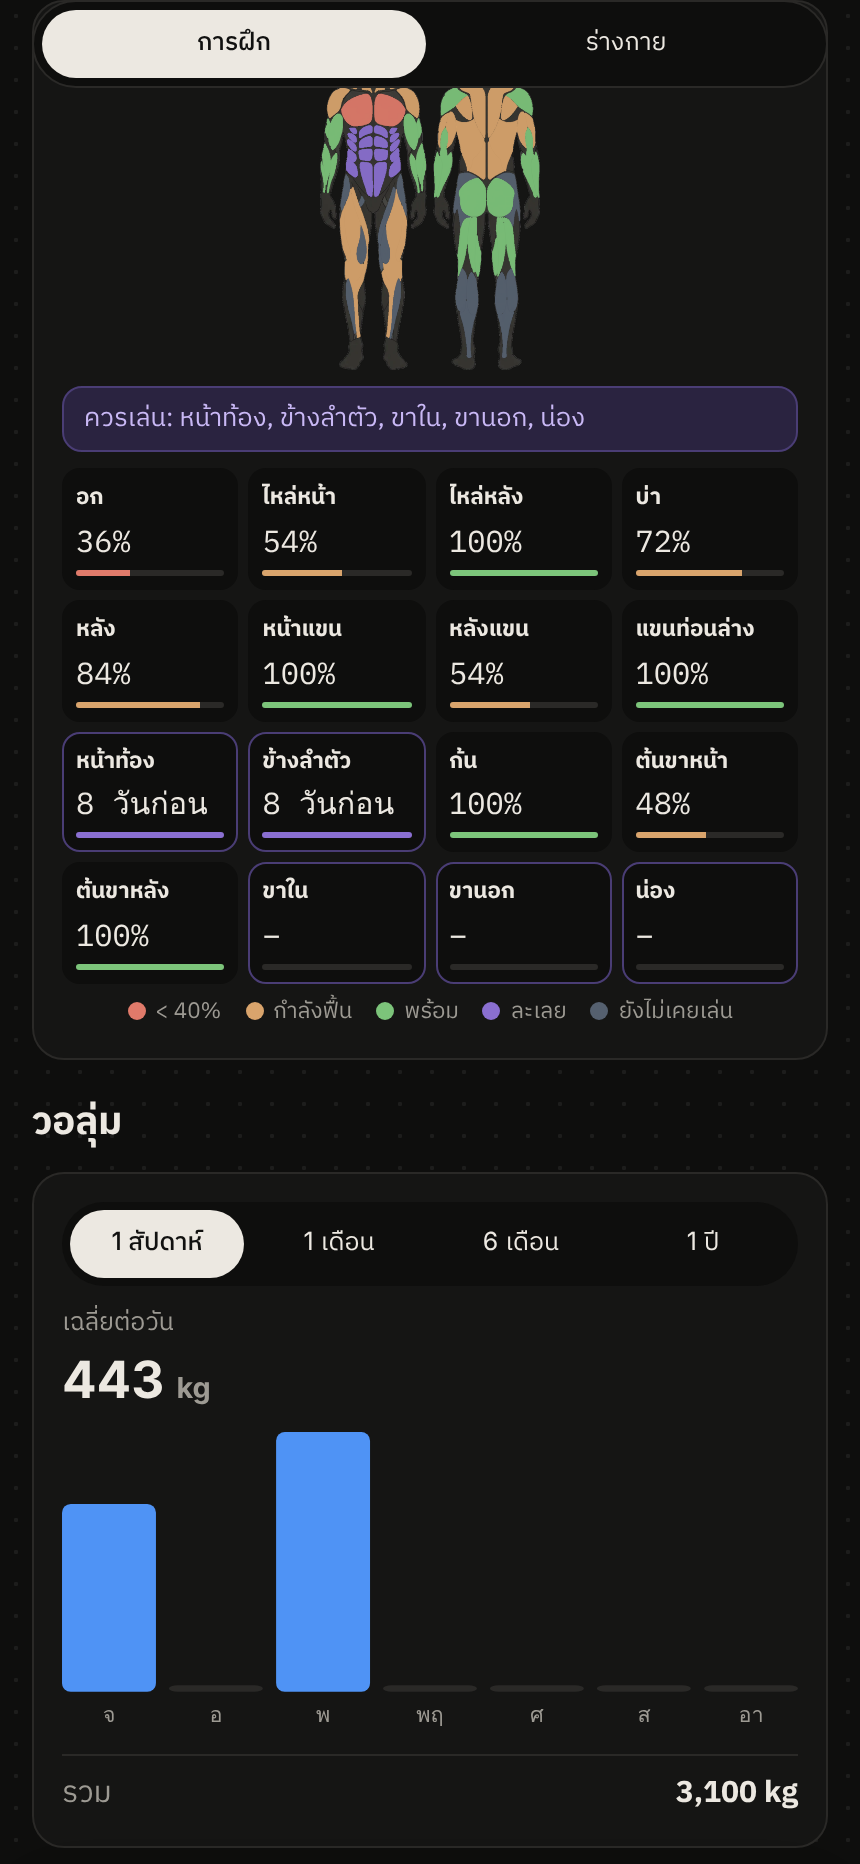 การฝึก ร่างกาย
ควรเล่น: หน้าท้อง, ข้างลำตัว, ขาใน, ขานอก, น่อง
อก ไหล่หน้า ไหล่หลัง บ่า
36% 54% 100% 72%
หลัง หน้าแขน หลังแขน แขนท่อนล่าง
84% 100% 54% 100%
หน้าท้อง ข้างลำตัว ก้น ต้นขาหน้า
8 วันก่อน 8 วันก่อน 100% 48%
ต้นขาหลัง ขาใน ขานอก น่อง
100% – – –
< 40% กำลังฟื้น พร้อม ละเลย ยังไม่เคยเล่น
วอลุ่ม
1 สัปดาห์ 1 เดือน 6 เดือน 1 ปี
เฉลี่ยต่อวัน
443 kg
จ อ พ พฤ ศ ส อา
รวม 3,100 kg